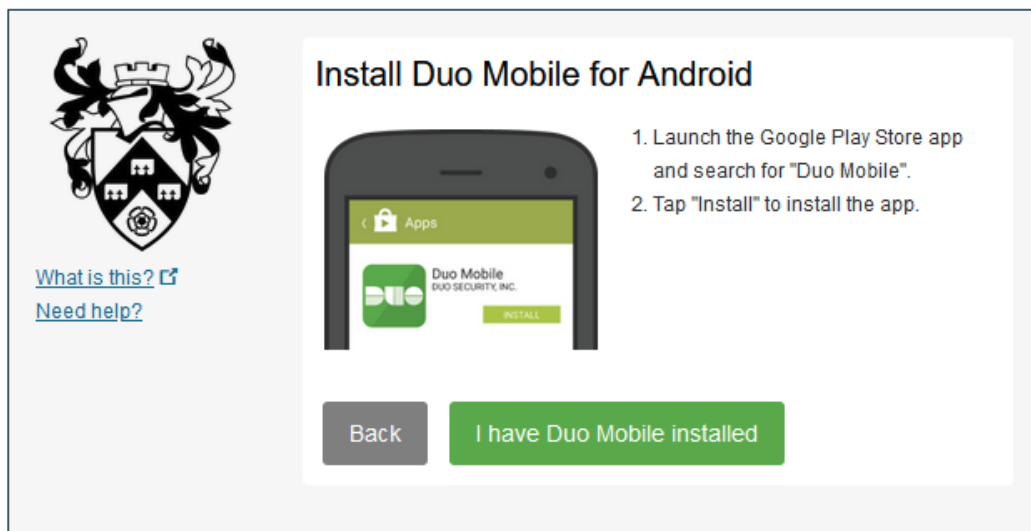 What is this?
Need help?
Install Duo Mobile for Android
1. Launch the Google Play Store app
and search for "Duo Mobile".
2. Tap "Install" to install the app.
Apps
DUO
Duo Mobile
DUO SECURITY, INC.
INSTALL
Back
I have Duo Mobile installed